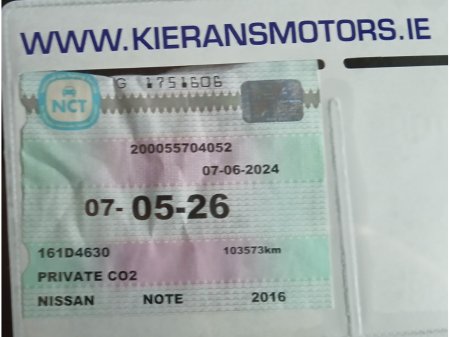 WWW.KIERANSMOTORS.IE
NCT
G 1751606
200055704052
07-06-2024
07-05-26
161D4630 103573km
PRIVATE CO2
NISSAN NOTE 2016